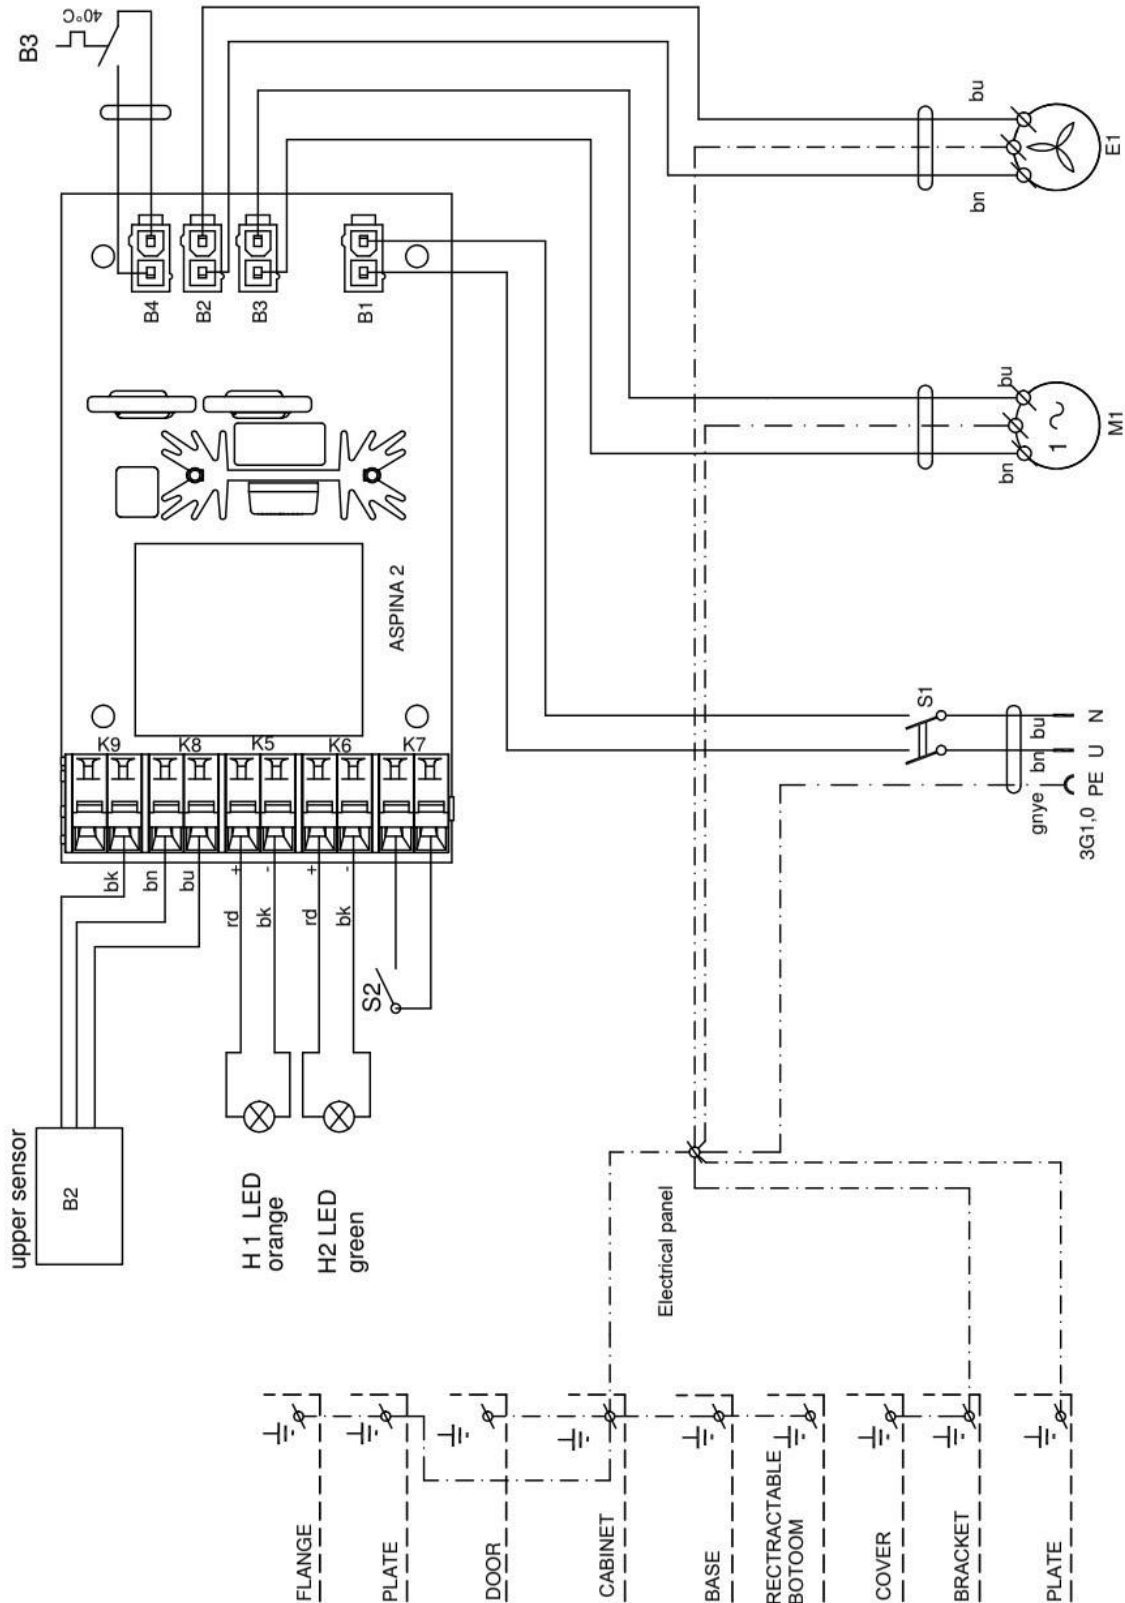 B3
40°C
B4
B2
B3
B1
bu
bn
E1
bu
1
bn
M1
ASPINA 2
K9
K8
K5
K6
K7
bk
bn
bu
+
-
+
-
rd
bk
rd
bk
S2
S1
bu
bn
gnye
N
U
PE
3G1,0
upper sensor
B2
H 1 LED
orange
H2 LED
green
Electrical panel
FLANGE
PLATE
DOOR
CABINET
BASE
RECTRACTABLE
BOTOOM
COVER
BRACKET
PLATE